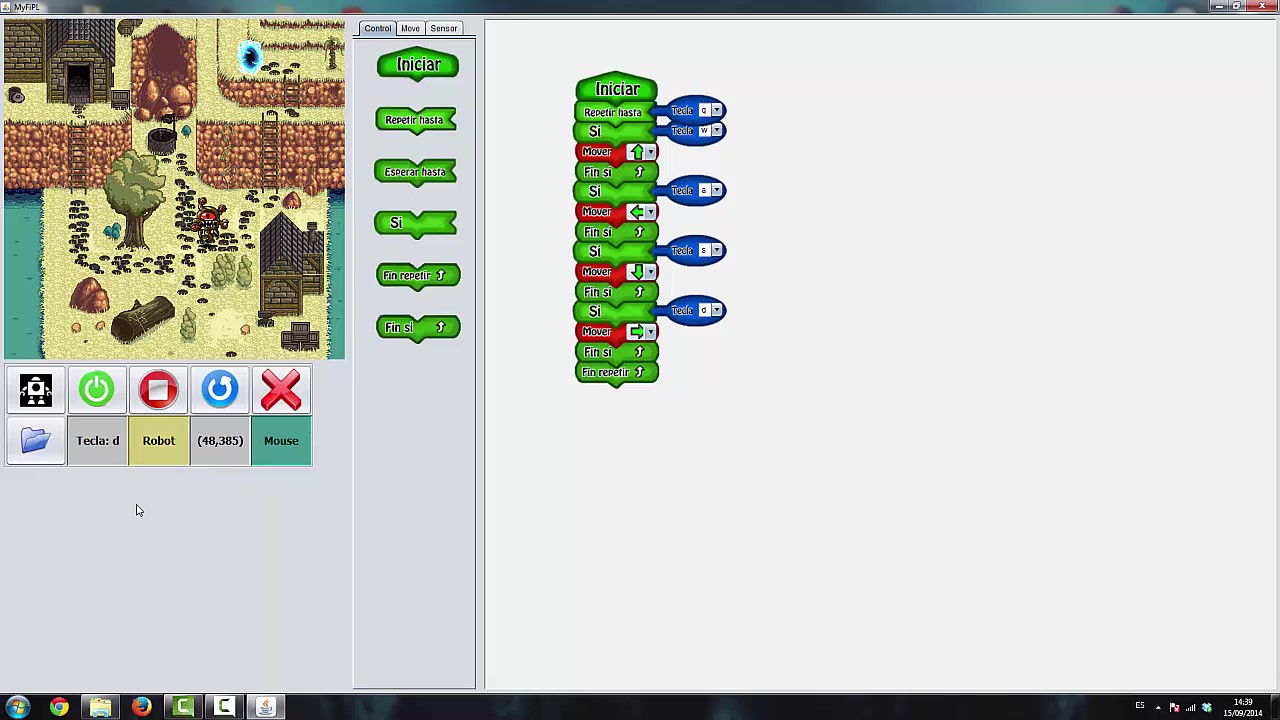 MyFiPL
Control Move Sensor
Iniciar
Repetir hasta
Esperar hasta
Si
Fin repetir
Fin si
Iniciar
Repetir hasta Tecla q
Si Tecla w
Mover
Fin si
Si Tecla a
Mover
Fin si
Si Tecla s
Mover
Fin si
Si Tecla d
Mover
Fin si
Fin repetir
Tecla: d Robot (48,385) Mouse
ES
14:39
15/09/2014